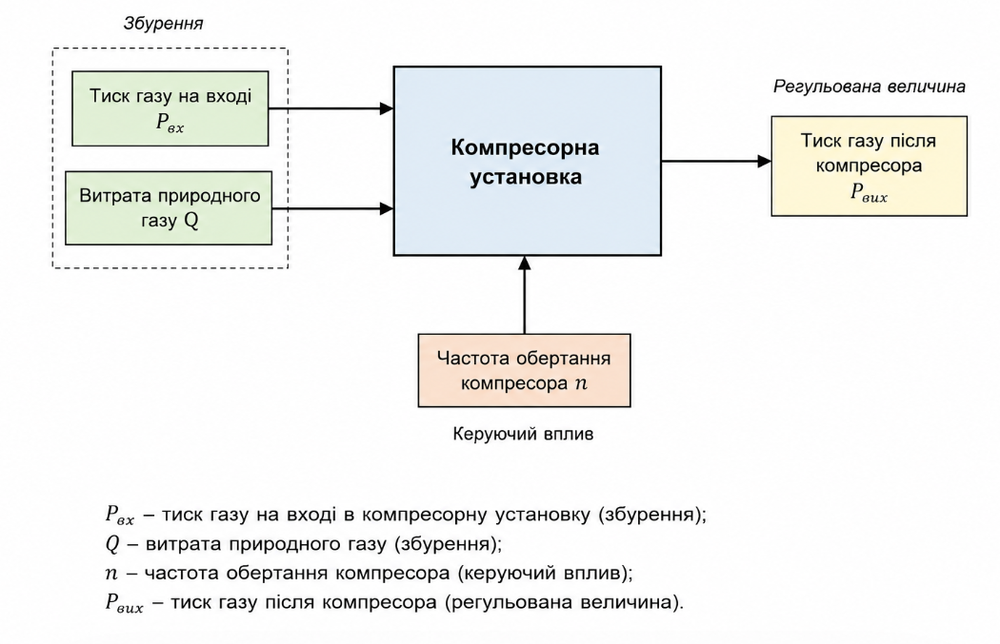 Збурення
Тиск газу на вході
Pвх
Витрата природного
газу Q
Компресорна
установка
Регульована величина
Тиск газу після
компресора
Pвих
Частота обертання
компресора n
Керуючий вплив
Pвх – тиск газу на вході в компресорну установку (збурення);
Q – витрата природного газу (збурення);
n – частота обертання компресора (керуючий вплив);
Pвих – тиск газу після компресора (регульована величина).